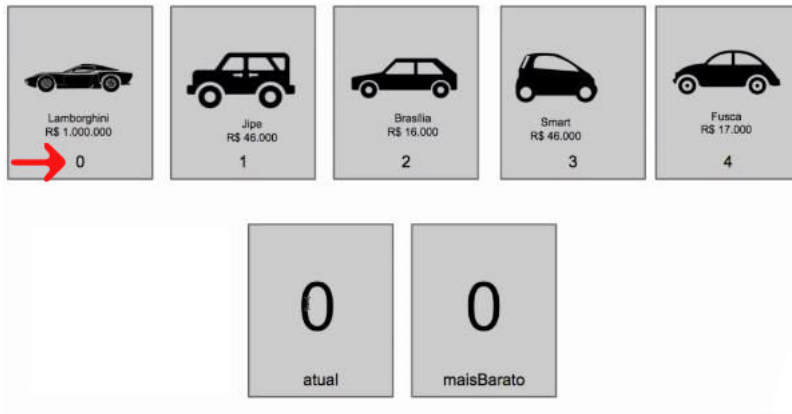 Lamborghini
R$ 1.000.000
0
Jipe
R$ 46.000
1
Brasília
R$ 16.000
2
Smart
R$ 46.000
3
Fusca
R$ 17.000
4
0
atual
0
maisBarato